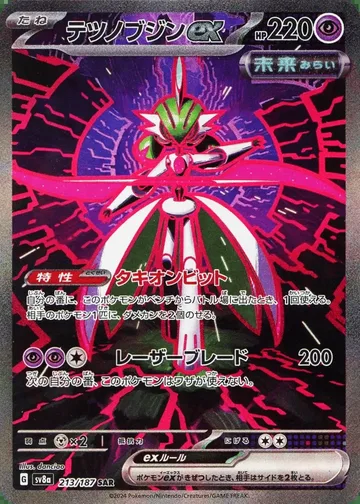 たね テツノブジンex HP220
未来 みらい
特性 とくせい タキオンビット
自分の番に、このポケモンがベンチからバトル場に出たとき、1回使える。
相手のポケモン1匹に、ダメカンを2個のせる。
レーザーブレード 200
次の自分の番、このポケモンはワザが使えない。
弱点 ×2 抵抗力 にげる
Illus. danciao
G sv8a 213/187 SAR
exルール
ポケモンexがきぜつしたとき、相手はサイドを2枚とる。
©2024 Pokémon/Nintendo/Creatures/GAME FREAK.